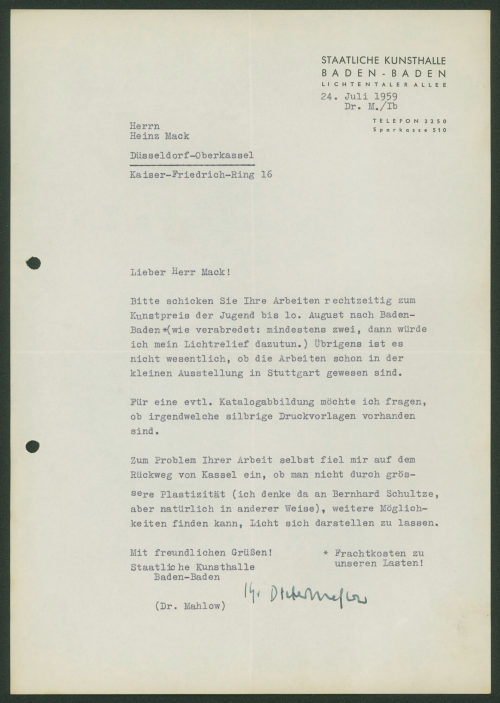 STAATLICHE KUNSTHALLE
BADEN-BADEN
LICHTENTALER ALLEE
24. Juli 1959
Dr. M./Ib
TELEFON 3250
Sparkasse 510
Herrn
Heinz Mack
Düsseldorf-Oberkassel
Kaiser-Friedrich-Ring 16
Lieber Herr Mack!
Bitte schicken Sie Ihre Arbeiten rechtzeitig zum
Kunstpreis der Jugend bis lo. August nach Baden-
Baden *(wie verabredet: mindestens zwei, dann würde
ich mein Lichtrelief dazutun.) Übrigens ist es
nicht wesentlich, ob die Arbeiten schon in der
kleinen Ausstellung in Stuttgart gewesen sind.
Für eine evtl. Katalogabbildung möchte ich fragen,
ob irgendwelche silbrige Druckvorlagen vorhanden
sind.
Zum Problem Ihrer Arbeit selbst fiel mir auf dem
Rückweg von Kassel ein, ob man nicht durch grös-
sere Plastizität (ich denke da an Bernhard Schultze,
aber natürlich in anderer Weise), weitere Möglich-
keiten finden kann, Licht sich darstellen zu lassen.
Mit freundlichen Grüßen!
* Frachtkosten zu
unseren Lasten!
Staatliche Kunsthalle
Baden-Baden
Ihr Dieter Mahlow
(Dr. Mahlow)